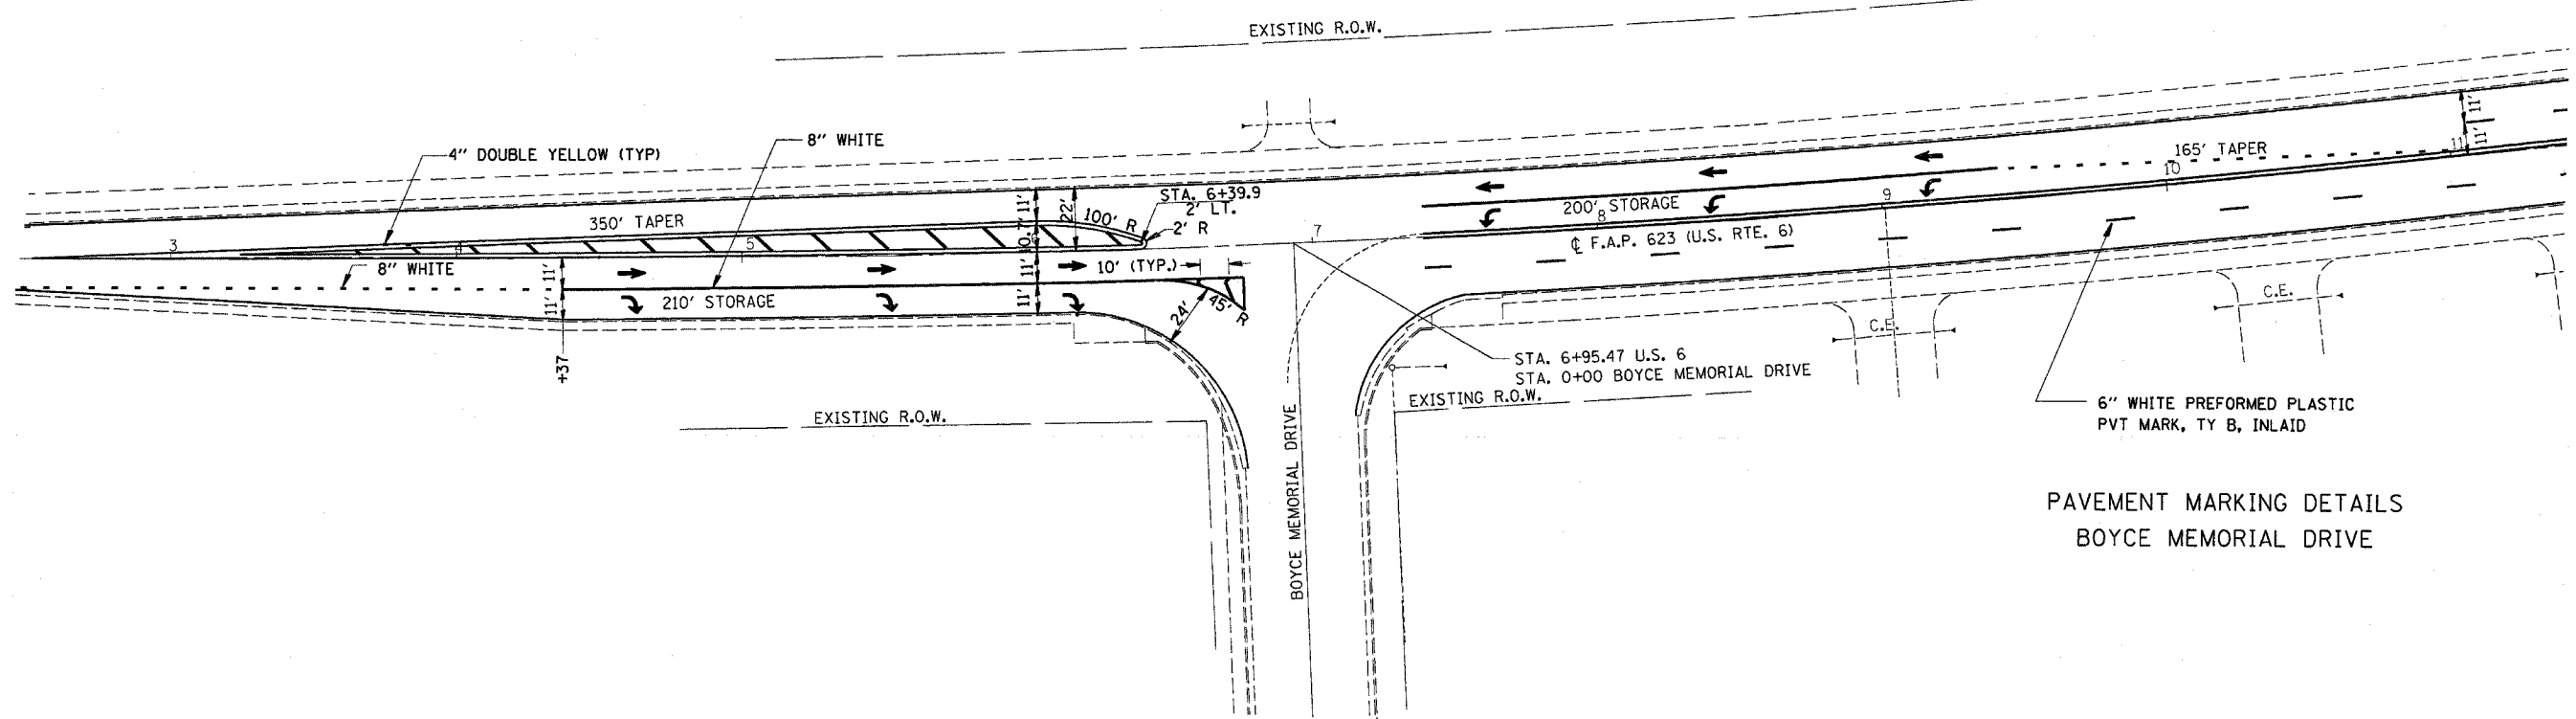 EXISTING R.O.W.
4" DOUBLE YELLOW (TYP)
8" WHITE
350' TAPER
11'
22'
100' R
STA. 6+39.9
2' LT.
2' R
3
4
5
8" WHITE
210' STORAGE
11'
11'
+37
11'
11'
10' (TYP.)
24'
45' R
7
200' STORAGE
8
9
10
11
165' TAPER
11'
11'
℄ F.A.P. 623 (U.S. RTE. 6)
C.E.
C.E.
STA. 6+95.47 U.S. 6
STA. 0+00 BOYCE MEMORIAL DRIVE
EXISTING R.O.W.
EXISTING R.O.W.
BOYCE MEMORIAL DRIVE
6" WHITE PREFORMED PLASTIC
PVT MARK, TY B, INLAID
PAVEMENT MARKING DETAILS
BOYCE MEMORIAL DRIVE